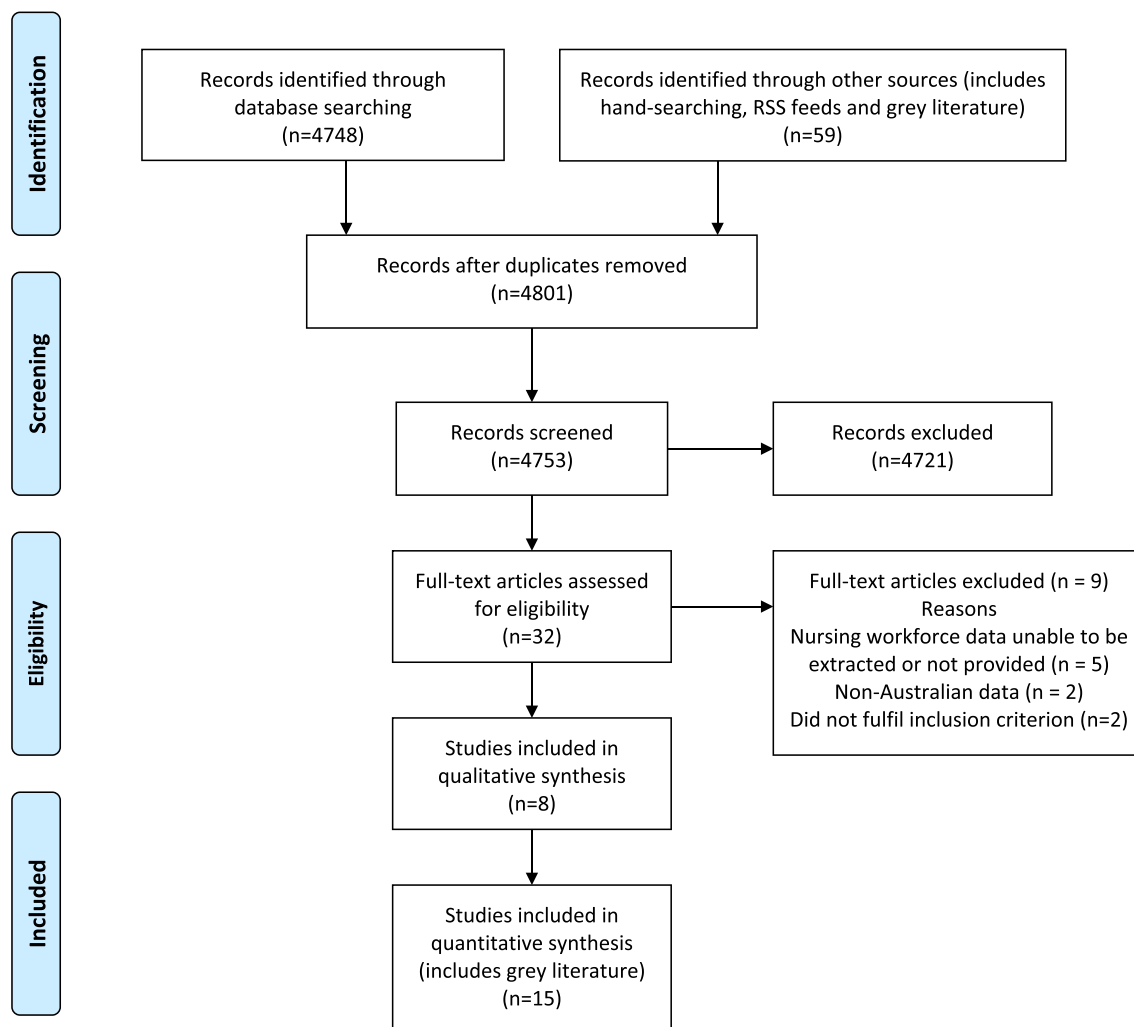 Identification
Records identified through
database searching
(n=4748)
Records identified through other sources (includes
hand-searching, RSS feeds and grey literature)
(n=59)
Records after duplicates removed
(n=4801)
Screening
Records screened
(n=4753)
Records excluded
(n=4721)
Eligibility
Full-text articles assessed
for eligibility
(n=32)
Full-text articles excluded (n = 9)
Reasons
Nursing workforce data unable to be
extracted or not provided (n = 5)
Non-Australian data (n = 2)
Did not fulfil inclusion criterion (n=2)
Studies included in
qualitative synthesis
(n=8)
Included
Studies included in
quantitative synthesis
(includes grey literature)
(n=15)